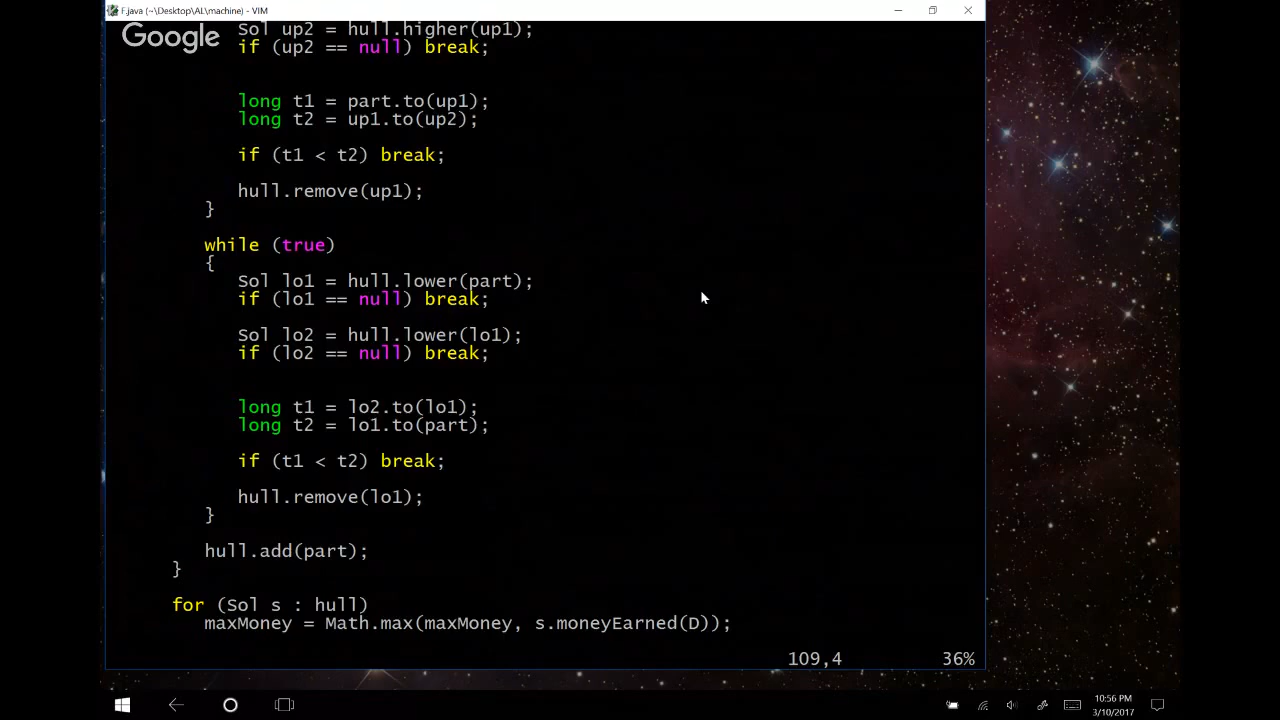 F.java (~\Desktop\AL\machine) - VIM
Google
Sol up2 = hull.higher(up1);
if (up2 == null) break;
long t1 = part.to(up1);
long t2 = up1.to(up2);
if (t1 < t2) break;
hull.remove(up1);
}
while (true)
{
Sol lo1 = hull.lower(part);
if (lo1 == null) break;
Sol lo2 = hull.lower(lo1);
if (lo2 == null) break;
long t1 = lo2.to(lo1);
long t2 = lo1.to(part);
if (t1 < t2) break;
hull.remove(lo1);
}
hull.add(part);
}
for (Sol s : hull)
maxMoney = Math.max(maxMoney, s.moneyEarned(D));
109,4 36%
10:56 PM
3/10/2017